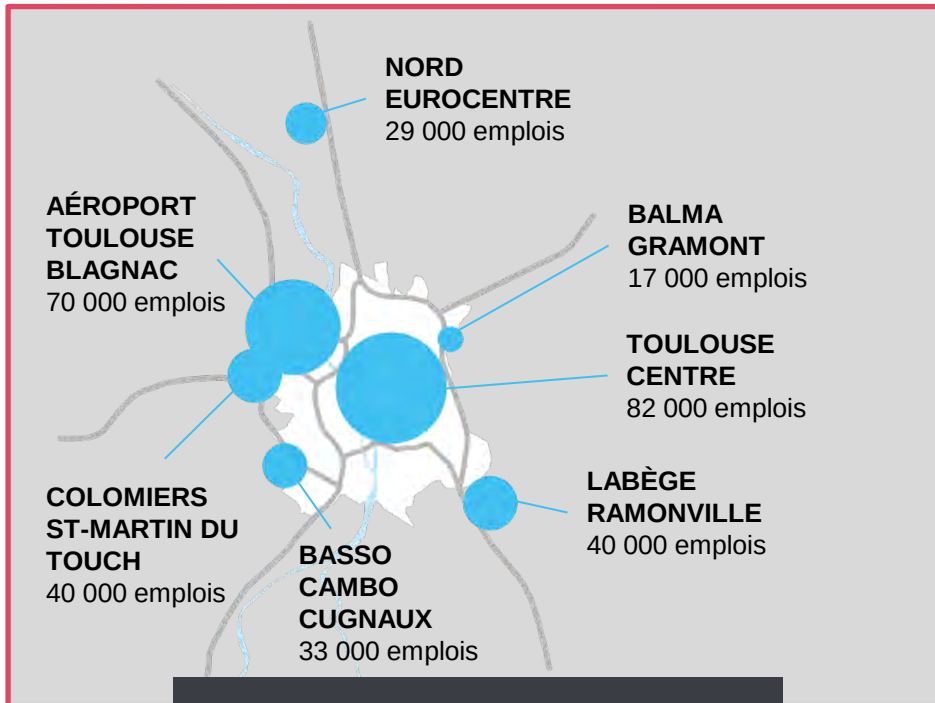 NORD
EUROCENTRE
29 000 emplois
AÉROPORT
TOULOUSE
BLAGNAC
70 000 emplois
BALMA
GRAMONT
17 000 emplois
TOULOUSE
CENTRE
82 000 emplois
COLOMIERS
ST-MARTIN DU
TOUCH
40 000 emplois
LABÈGE
RAMONVILLE
40 000 emplois
BASSO
CAMBO
CUGNAUX
33 000 emplois